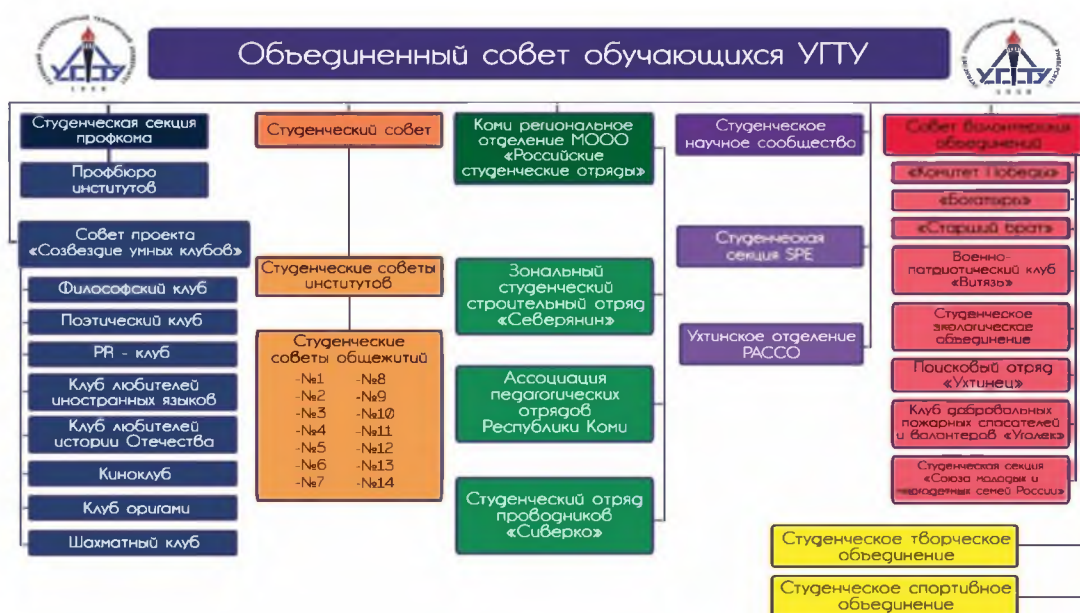 Объединенный совет обучающихся УГТУ
УГТУ
1958
УГТУ
1958
Студенческая секция
профкома
Профбюро
институтов
Совет проекта
«Созвездие умных клубов»
Философский клуб
Поэтический клуб
PR - клуб
Клуб любителей
иностранных языков
Клуб любителей
истории Отечества
Киноклуб
Клуб оригами
Шахматный клуб
Студенческий совет
Студенческие советы
институтов
Студенческие
советы общежитий
-№1
-№2
-№3
-№4
-№5
-№6
-№7
-№8
-№9
-№10
-№11
-№12
-№13
-№14
Коми региональное
отделение МООО
«Российские
студенческие отряды»
Зональный
студенческий
строительный отряд
«Северянин»
Ассоциация
педагогических
отрядов
Республики Коми
Студенческий отряд
проводников
«Сиверко»
Студенческое
научное сообщество
Студенческая
секция SPE
Ухтинское отделение
РАССО
Совет волонтерских
объединений
«Комитет Победы»
«Богатырь»
«Старший брат»
Военно-
патриотический клуб
«Витязь»
Студенческое
экологическое
объединение
Поисковый отряд
«Ухтинец»
Клуб добровольных
пожарных спасателей
и волонтеров «Уголек»
Студенческая секция
«Союза молодых и
многодетных семей России»
Студенческое творческое
объединение
Студенческое спортивное
объединение